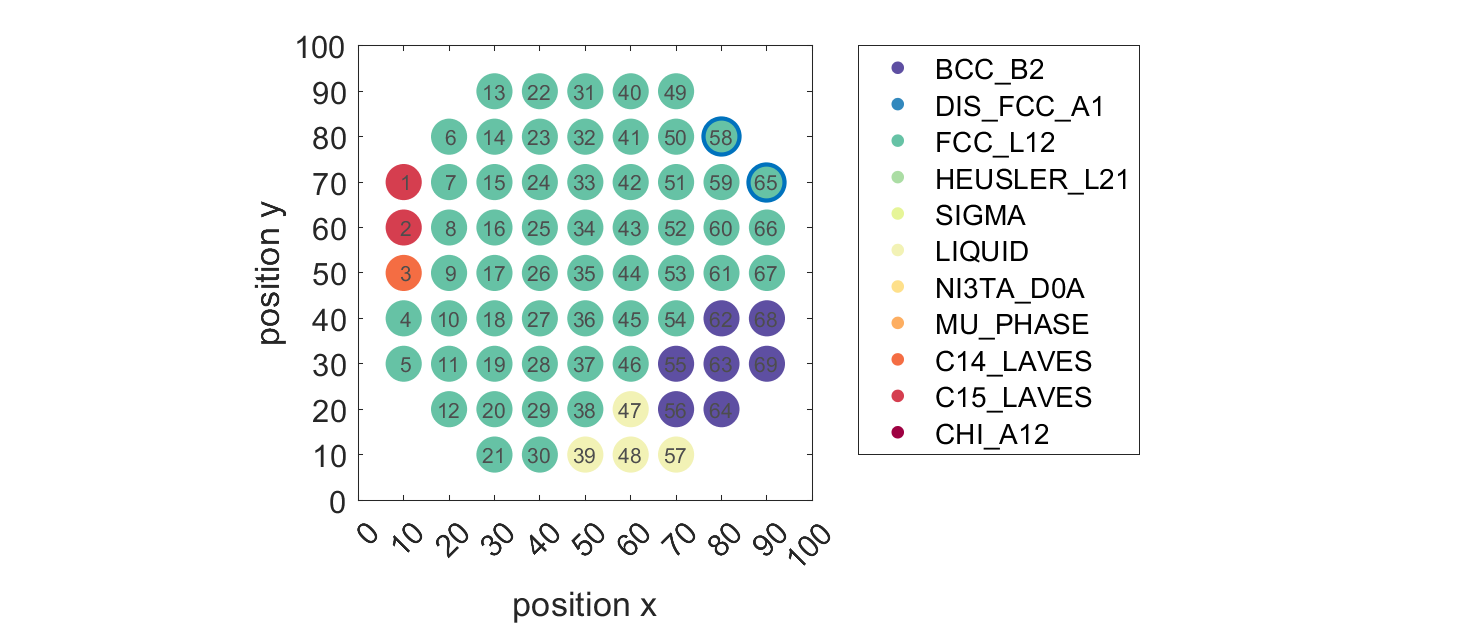 100
90
80
70
60
50
40
30
20
10
0
position y
13 22 31 40 49
6 14 23 32 41 50 58
1 7 15 24 33 42 51 59 65
2 8 16 25 34 43 52 60 66
3 9 17 26 35 44 53 61 67
4 10 18 27 36 45 54 62 68
5 11 19 28 37 46 55 63 69
12 20 29 38 47 56 64
21 30 39 48 57
0 10 20 30 40 50 60 70 80 90 100
position x
BCC_B2
DIS_FCC_A1
FCC_L12
HEUSLER_L21
SIGMA
LIQUID
NI3TA_D0A
MU_PHASE
C14_LAVES
C15_LAVES
CHI_A12